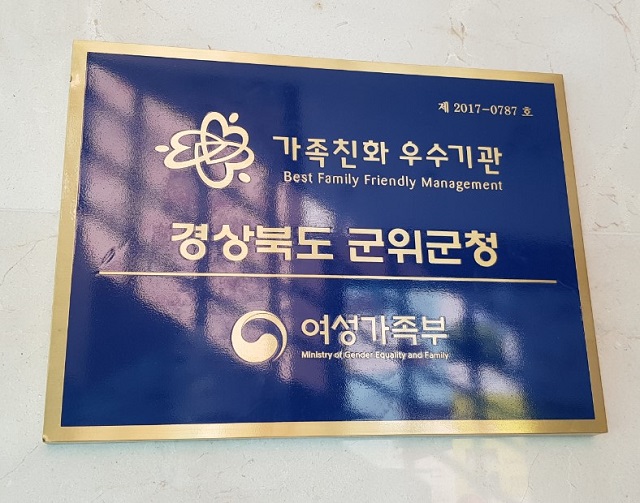 제 2017-0787 호
가족친화 우수기관
Best Family Friendly Management
경상북도 군위군청
여성가족부
Ministry of Gender Equality and Family